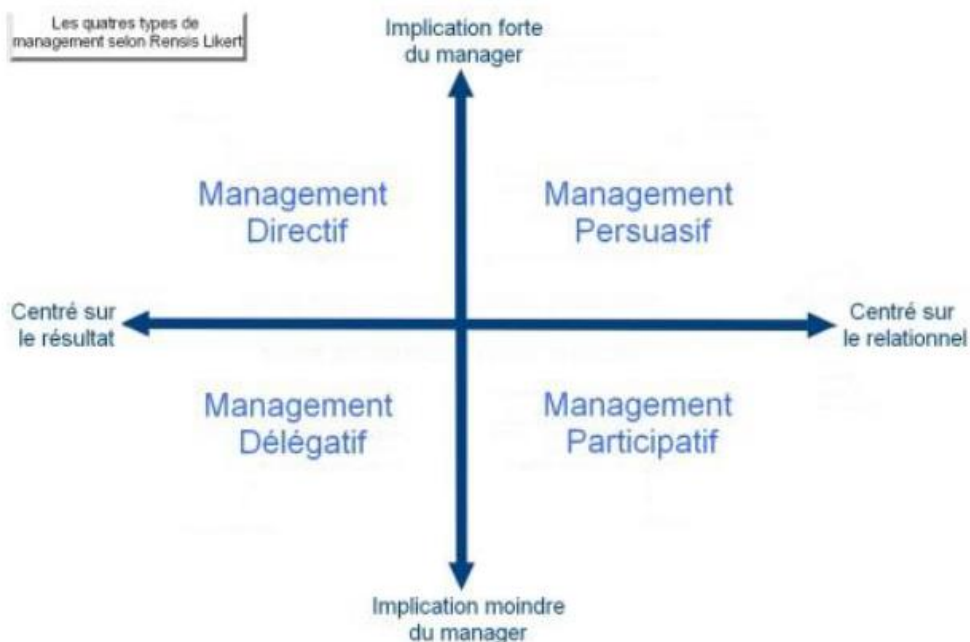 Les quatres types de
management selon Rensis Likert
Implication forte
du manager
Management
Directif
Management
Persuasif
Centré sur
le résultat
Centré sur
le relationnel
Management
Délégatif
Management
Participatif
Implication moindre
du manager